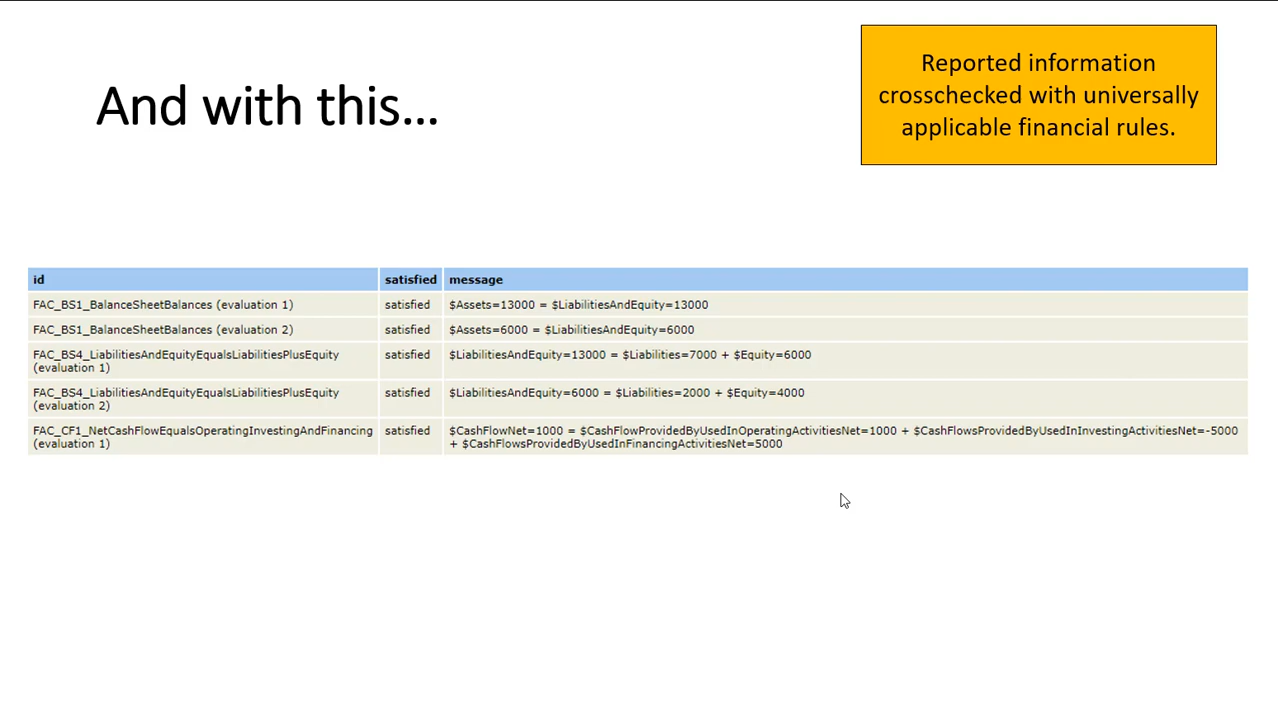 And with this...
Reported information
crosschecked with universally
applicable financial rules.
id satisfied message
FAC_BS1_BalanceSheetBalances (evaluation 1) satisfied $Assets=13000 = $LiabilitiesAndEquity=13000
FAC_BS1_BalanceSheetBalances (evaluation 2) satisfied $Assets=6000 = $LiabilitiesAndEquity=6000
FAC_BS4_LiabilitiesAndEquityEqualsLiabilitiesPlusEquity satisfied $LiabilitiesAndEquity=13000 = $Liabilities=7000 + $Equity=6000
(evaluation 1)
FAC_BS4_LiabilitiesAndEquityEqualsLiabilitiesPlusEquity satisfied $LiabilitiesAndEquity=6000 = $Liabilities=2000 + $Equity=4000
(evaluation 2)
FAC_CF1_NetCashFlowEqualsOperatingInvestingAndFinancing satisfied $CashFlowNet=1000 = $CashFlowProvidedByUsedInOperatingActivitiesNet=1000 + $CashFlowsProvidedByUsedInInvestingActivitiesNet=-5000
(evaluation 1) + $CashFlowsProvidedByUsedInFinancingActivitiesNet=5000